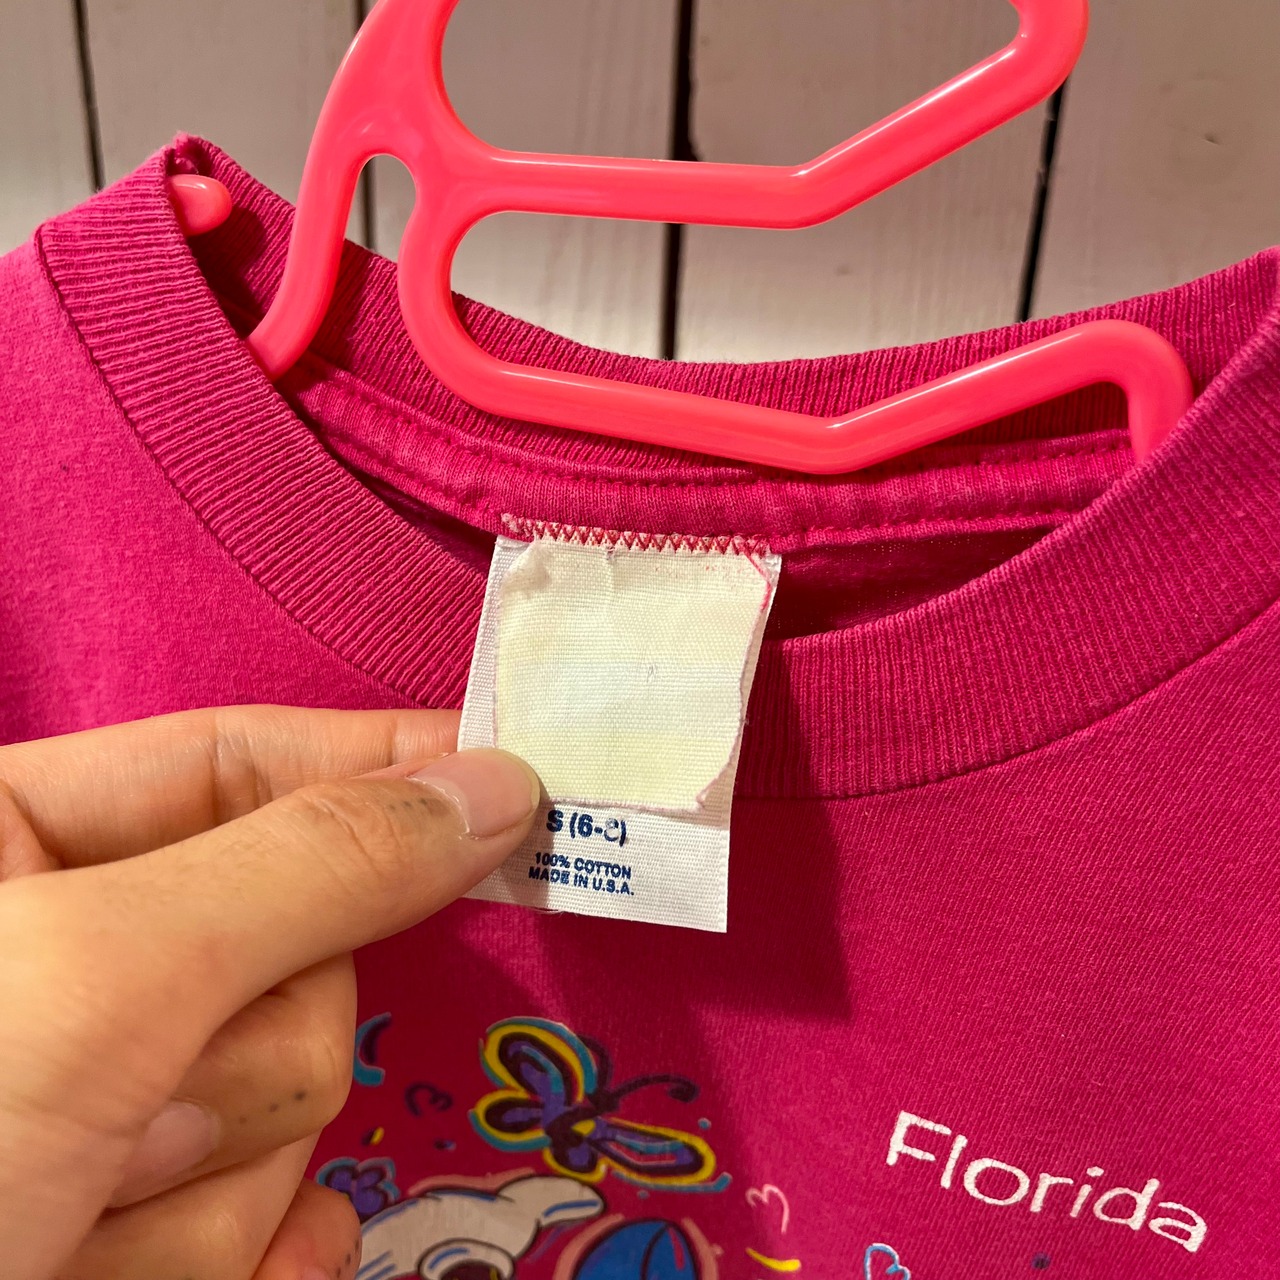 S (6-8)
100% COTTON
MADE IN U.S.A.
Florida